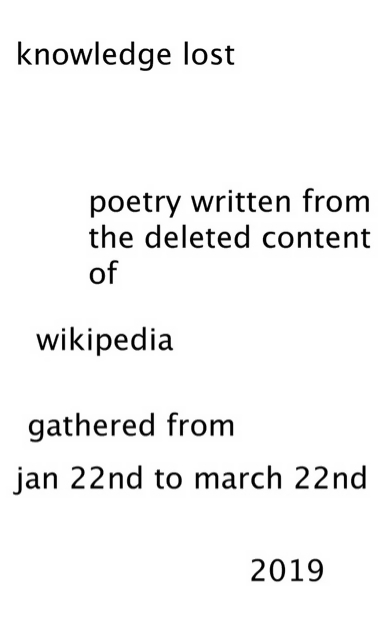 knowledge lost
poetry written from
the deleted content
of
wikipedia
gathered from
jan 22nd to march 22nd
2019